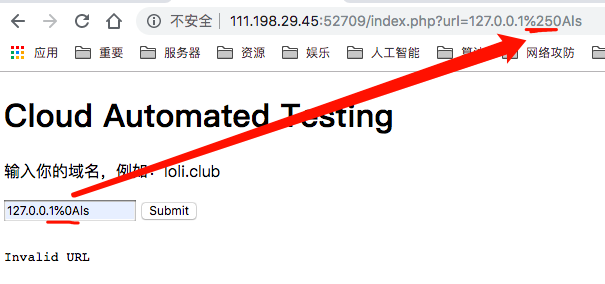 不安全 | 111.198.29.45:52709/index.php?url=127.0.0.1%250Als
应用 重要 服务器 资源 娱乐 人工智能 网络攻防
Cloud Automated Testing
输入你的域名，例如：loli.club
127.0.0.1%0Als Submit
Invalid URL